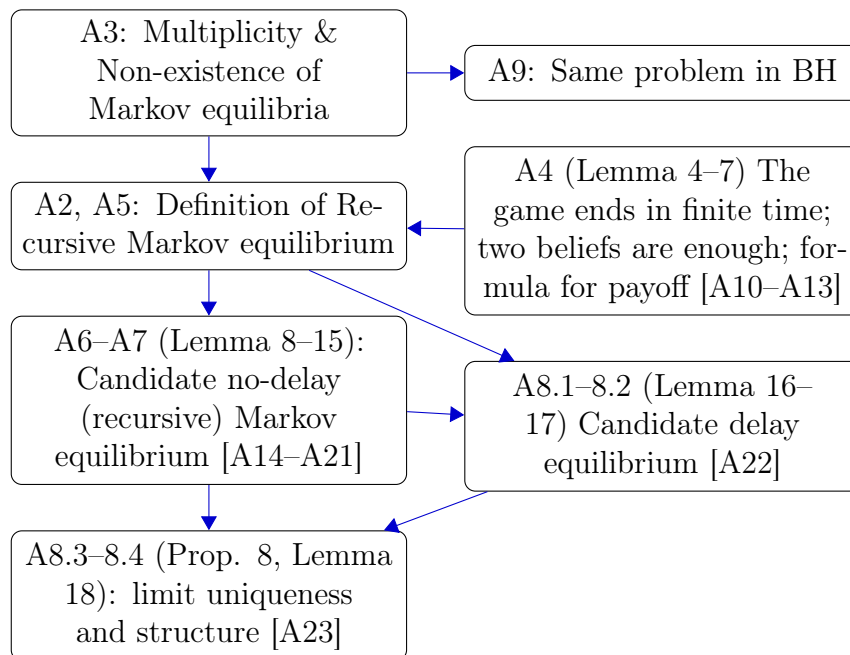 A3: Multiplicity &
Non-existence of
Markov equilibria
A9: Same problem in BH
A2, A5: Definition of Re-
cursive Markov equilibrium
A4 (Lemma 4–7) The
game ends in finite time;
two beliefs are enough; for-
mula for payoff [A10–A13]
A6–A7 (Lemma 8–15):
Candidate no-delay
(recursive) Markov
equilibrium [A14–A21]
A8.1–8.2 (Lemma 16–
17) Candidate delay
equilibrium [A22]
A8.3–8.4 (Prop. 8, Lemma
18): limit uniqueness
and structure [A23]